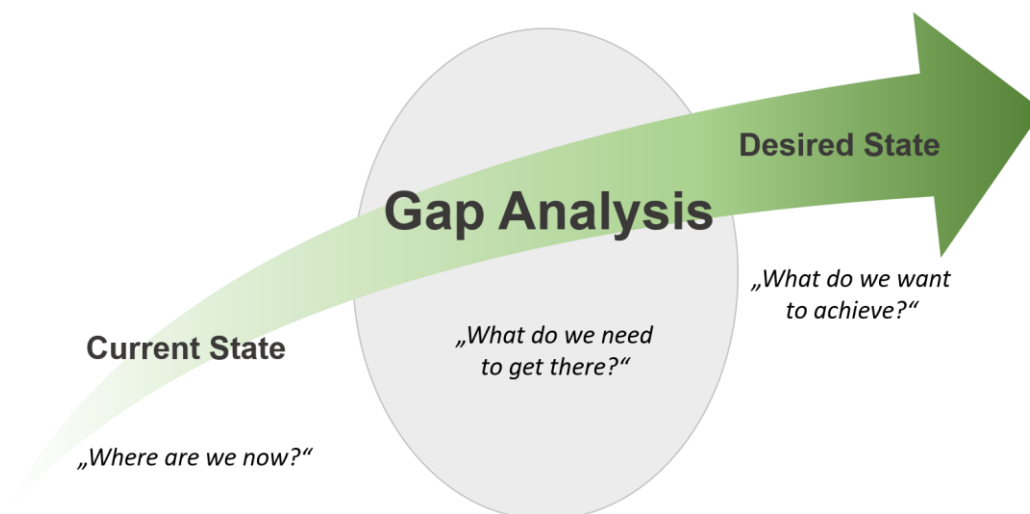 Desired State
Gap Analysis
„What do we want
to achieve?“
„What do we need
to get there?“
Current State
„Where are we now?“